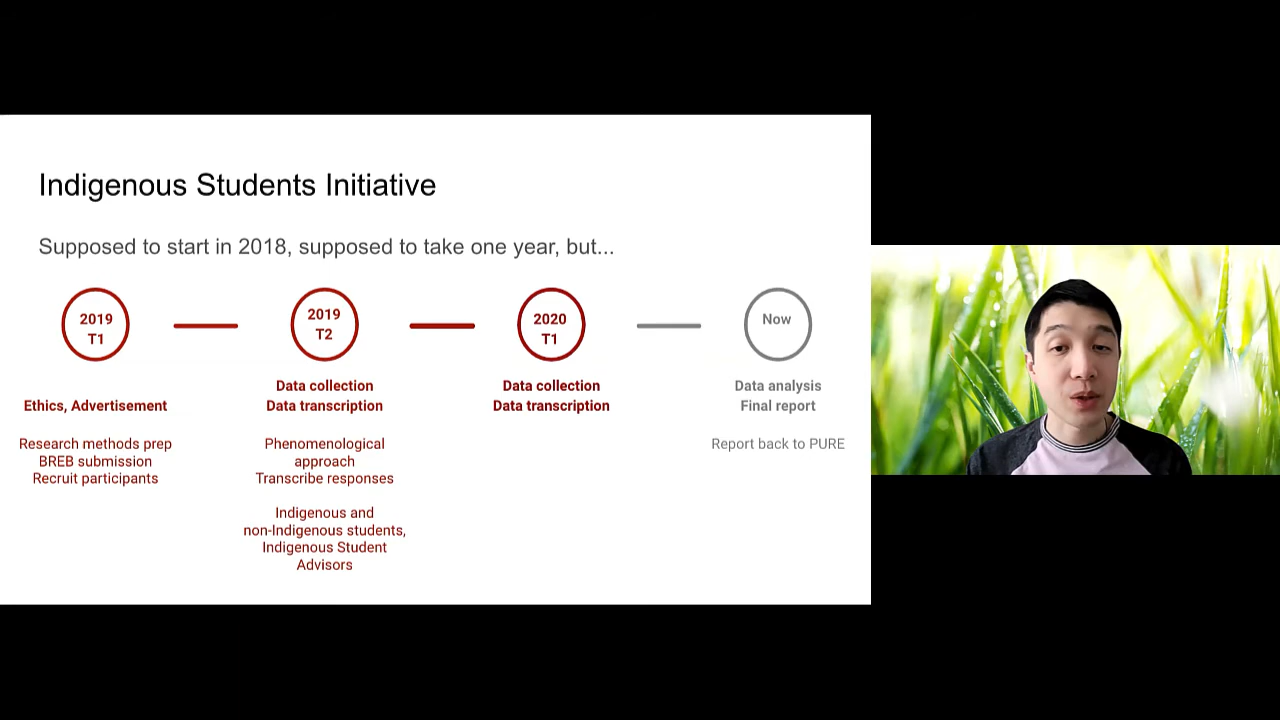 Indigenous Students Initiative
Supposed to start in 2018, supposed to take one year, but...
2019
T1
Ethics, Advertisement
Research methods prep
BREB submission
Recruit participants
2019
T2
Data collection
Data transcription
Phenomenological
approach
Transcribe responses
Indigenous and
non-Indigenous students,
Indigenous Student
Advisors
2020
T1
Data collection
Data transcription
Now
Data analysis
Final report
Report back to PURE